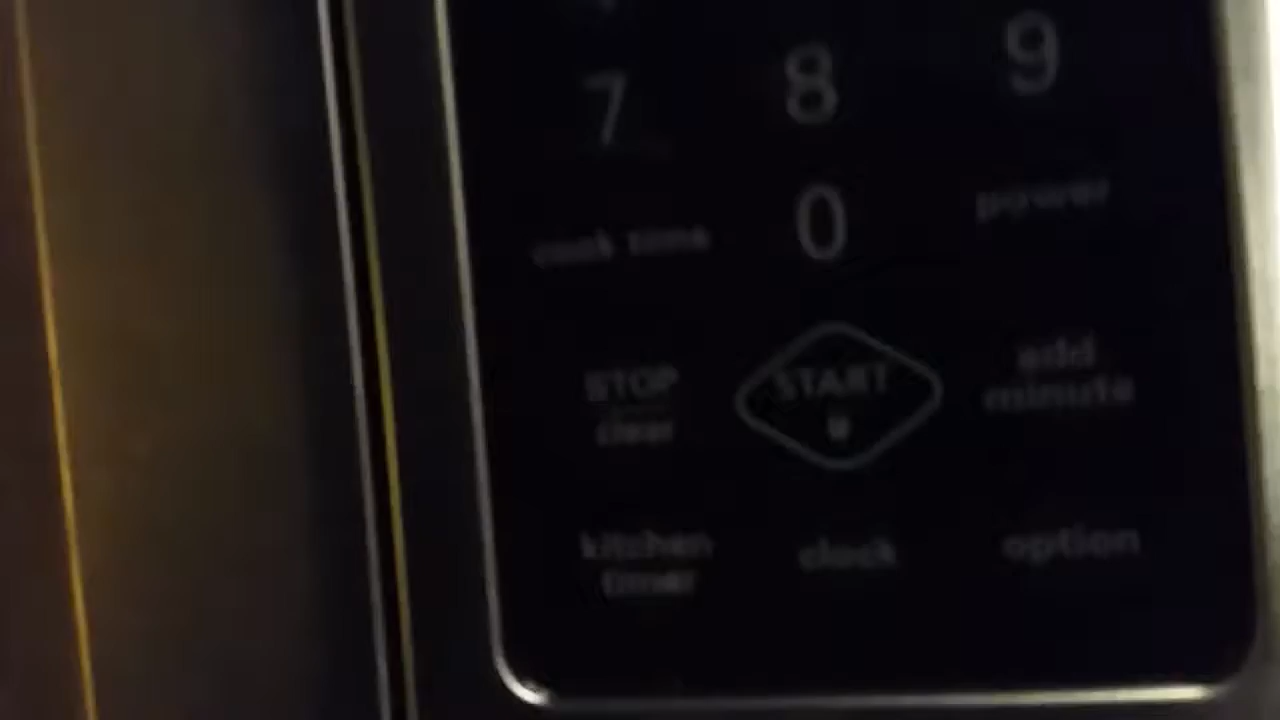 7 8 9
cook time 0 power
STOP
clear
START
add
minute
kitchen
timer
clock
option